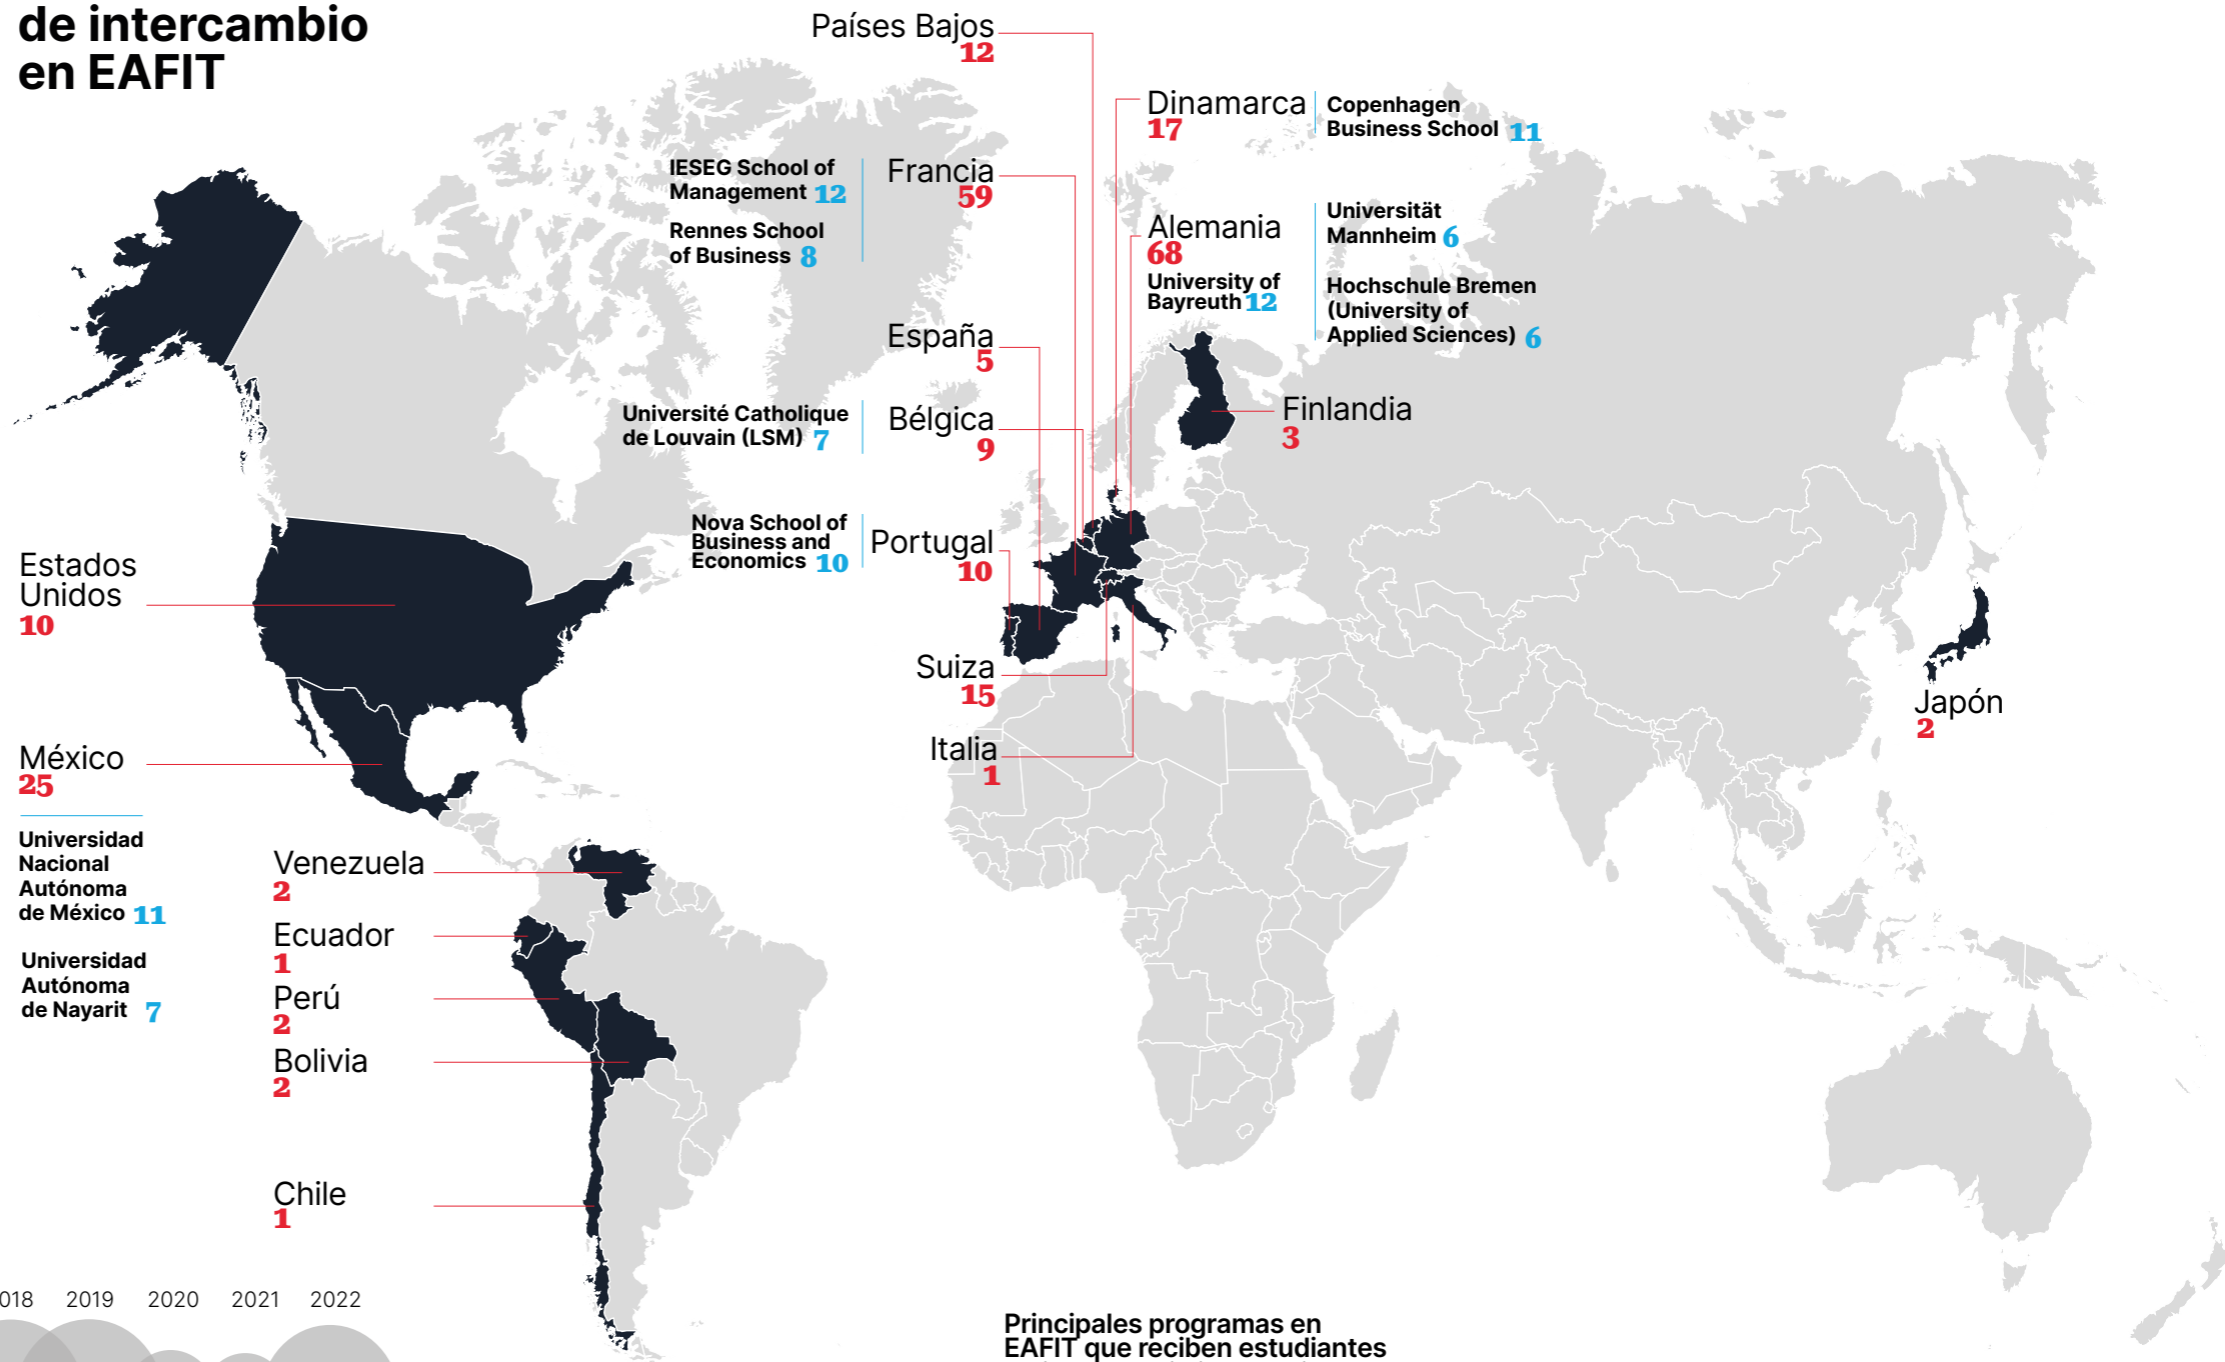 de intercambio
en EAFIT
Países Bajos
12
Dinamarca
17
Copenhagen
Business School 11
IESEG School of
Management 12
Rennes School
of Business 8
Francia
59
Alemania
68
University of
Bayreuth 12
Universität
Mannheim 6
Hochschule Bremen
(University of
Applied Sciences) 6
España
5
Finlandia
3
Université Catholique
de Louvain (LSM) 7
Bélgica
9
Nova School of
Business and
Economics 10
Portugal
10
Estados
Unidos
10
Suiza
15
Japón
2
Italia
1
México
25
Universidad
Nacional
Autónoma
de México 11
Universidad
Autónoma
de Nayarit 7
Venezuela
2
Ecuador
1
Perú
2
Bolivia
2
Chile
1
018 2019 2020 2021 2022
Principales programas en
EAFIT que reciben estudiantes